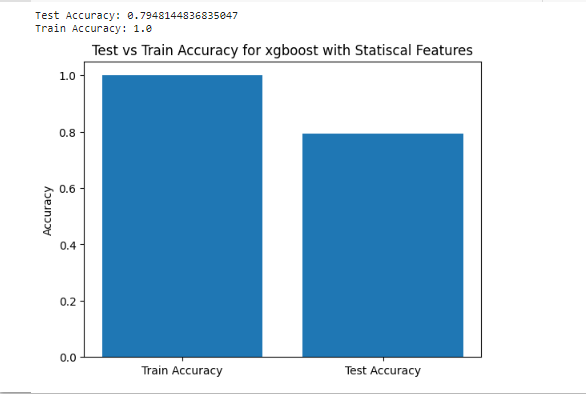 Test Accuracy: 0.7948144836835047
Train Accuracy: 1.0
Test vs Train Accuracy for xgboost with Statiscal Features
1.0
0.8
0.6
0.4
0.2
0.0
Accuracy
Train Accuracy Test Accuracy